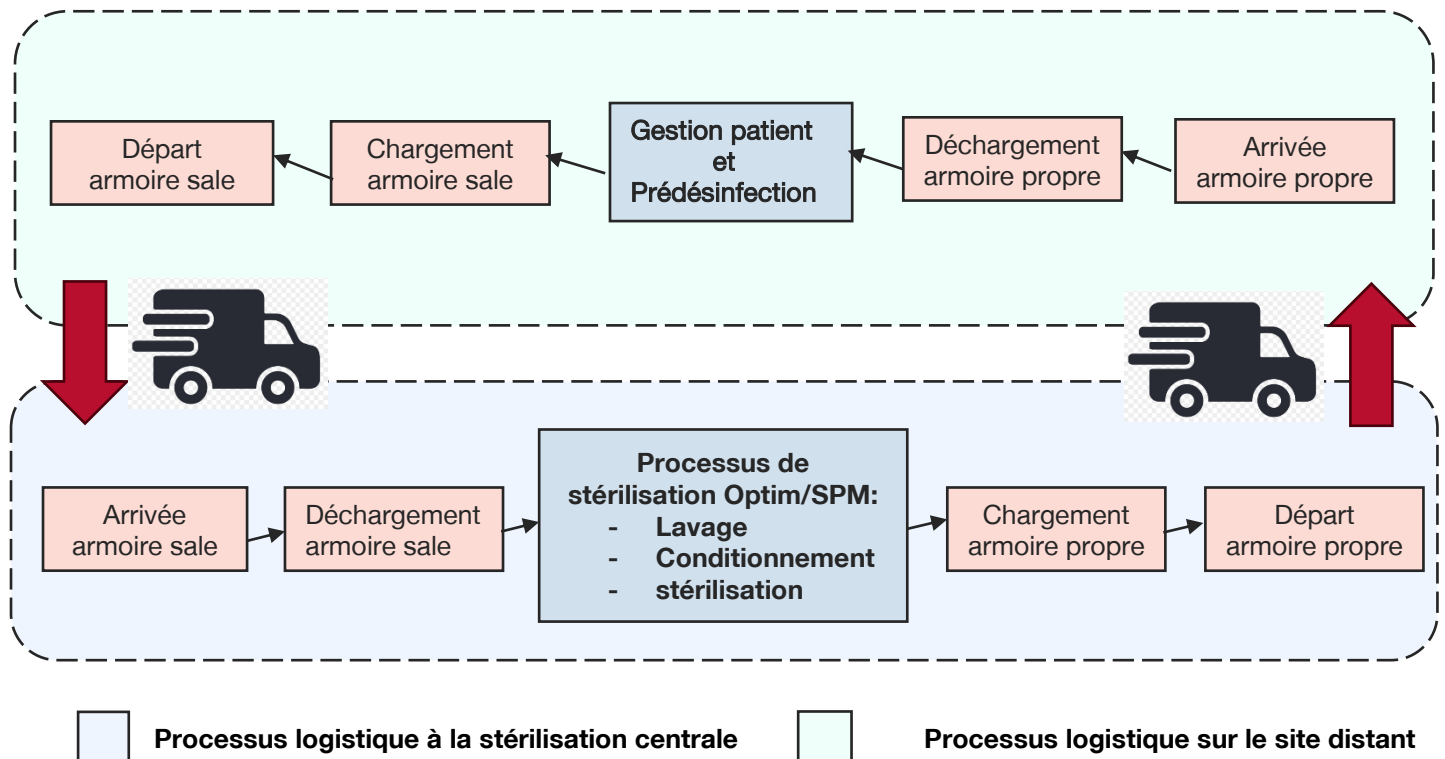 Départ
armoire sale
Chargement
armoire sale
Gestion patient
et
Prédésinfection
Déchargement
armoire propre
Arrivée
armoire propre
Arrivée
armoire sale
Déchargement
armoire sale
Processus de
stérilisation Optim/SPM:
- Lavage
- Conditionnement
- stérilisation
Chargement
armoire propre
Départ
armoire propre
Processus logistique à la stérilisation centrale
Processus logistique sur le site distant